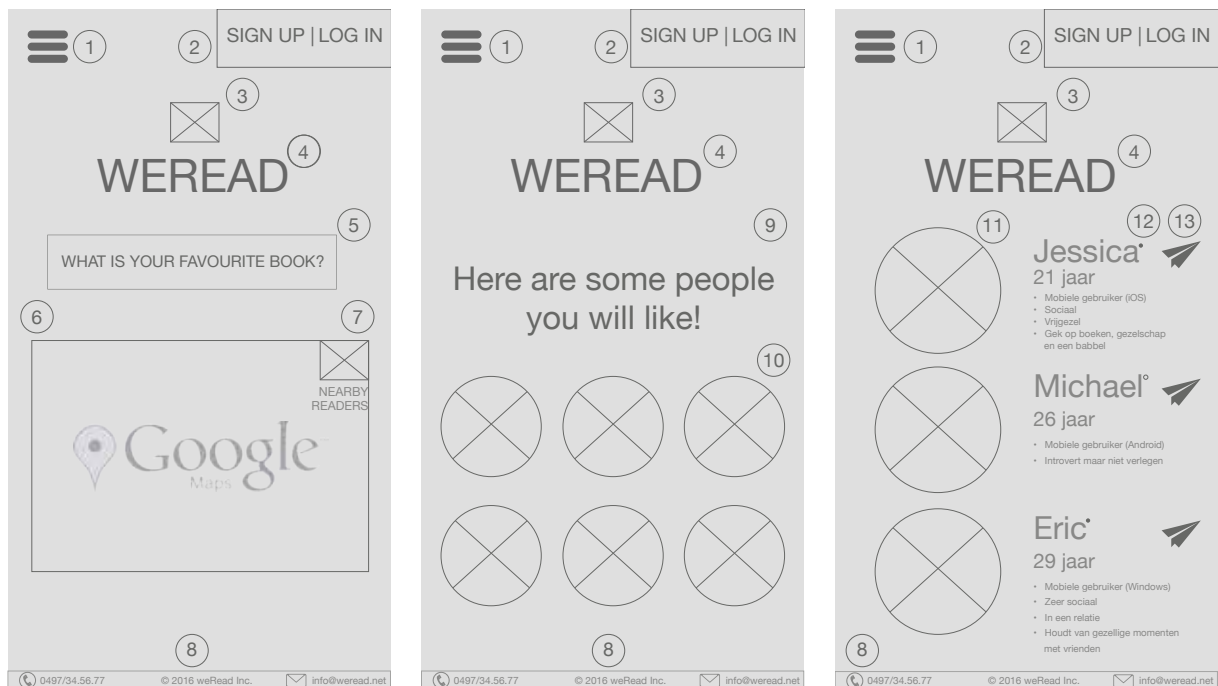 1
2
SIGN UP | LOG IN
3
4
WEREAD
5
WHAT IS YOUR FAVOURITE BOOK?
6
7
NEARBY
READERS
Google
Maps
8
0497/34.56.77
© 2016 weRead Inc.
info@weread.net
1
2
SIGN UP | LOG IN
3
4
WEREAD
9
Here are some people
you will like!
10
8
0497/34.56.77
© 2016 weRead Inc.
info@weread.net
1
2
SIGN UP | LOG IN
3
4
WEREAD
11
12
13
Jessica
21 jaar
• Mobiele gebruiker (iOS)
• Sociaal
• Vrijgezel
• Gek op boeken, gezelschap
en een babbel
Michael
26 jaar
• Mobiele gebruiker (Android)
• Introvert maar niet verlegen
Eric
29 jaar
• Mobiele gebruiker (Windows)
• Zeer sociaal
• In een relatie
• Houdt van gezellige momenten
met vrienden
8
0497/34.56.77
© 2016 weRead Inc.
info@weread.net